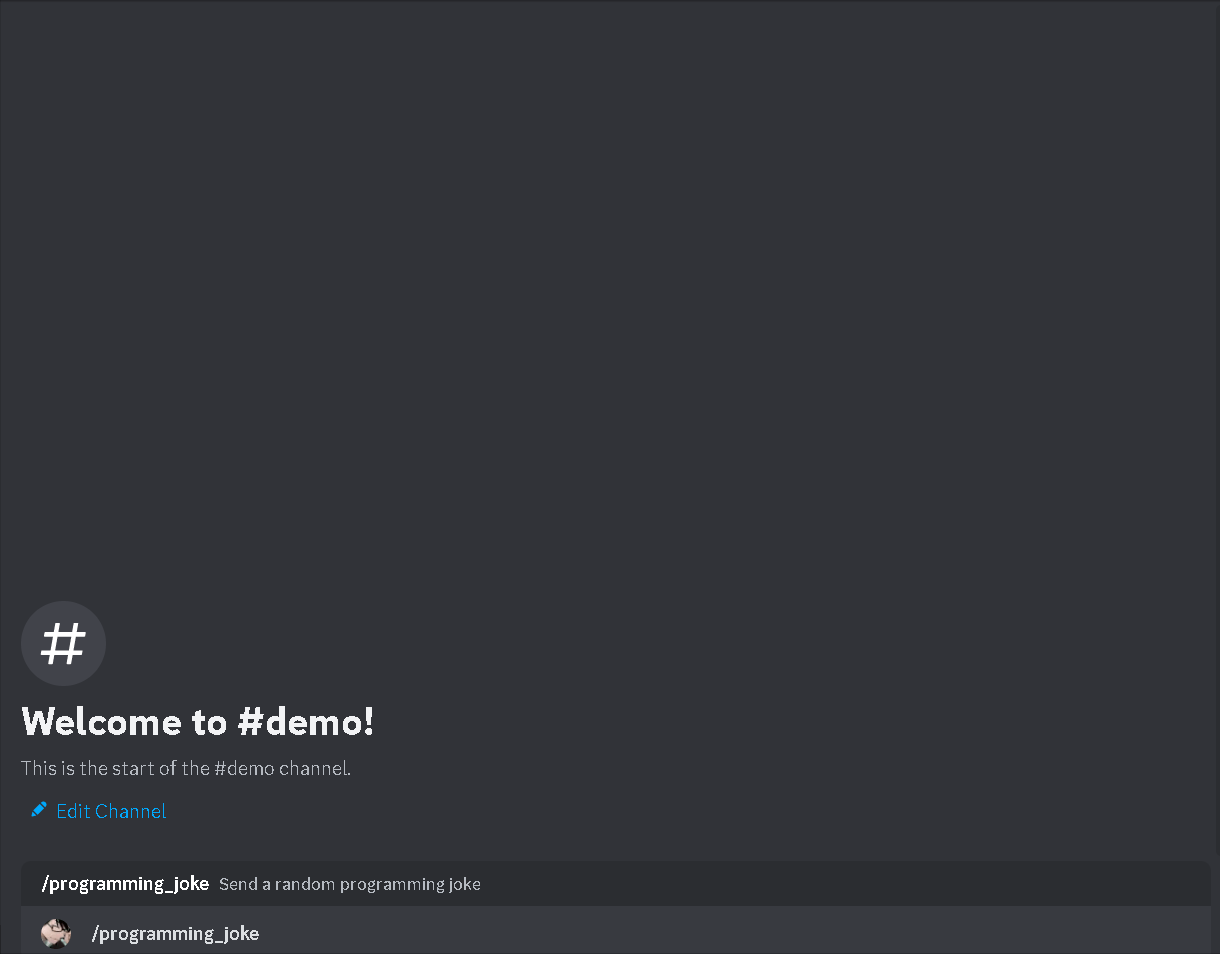 #
Welcome to #demo!
This is the start of the #demo channel.
Edit Channel
/programming_joke Send a random programming joke
/programming_joke